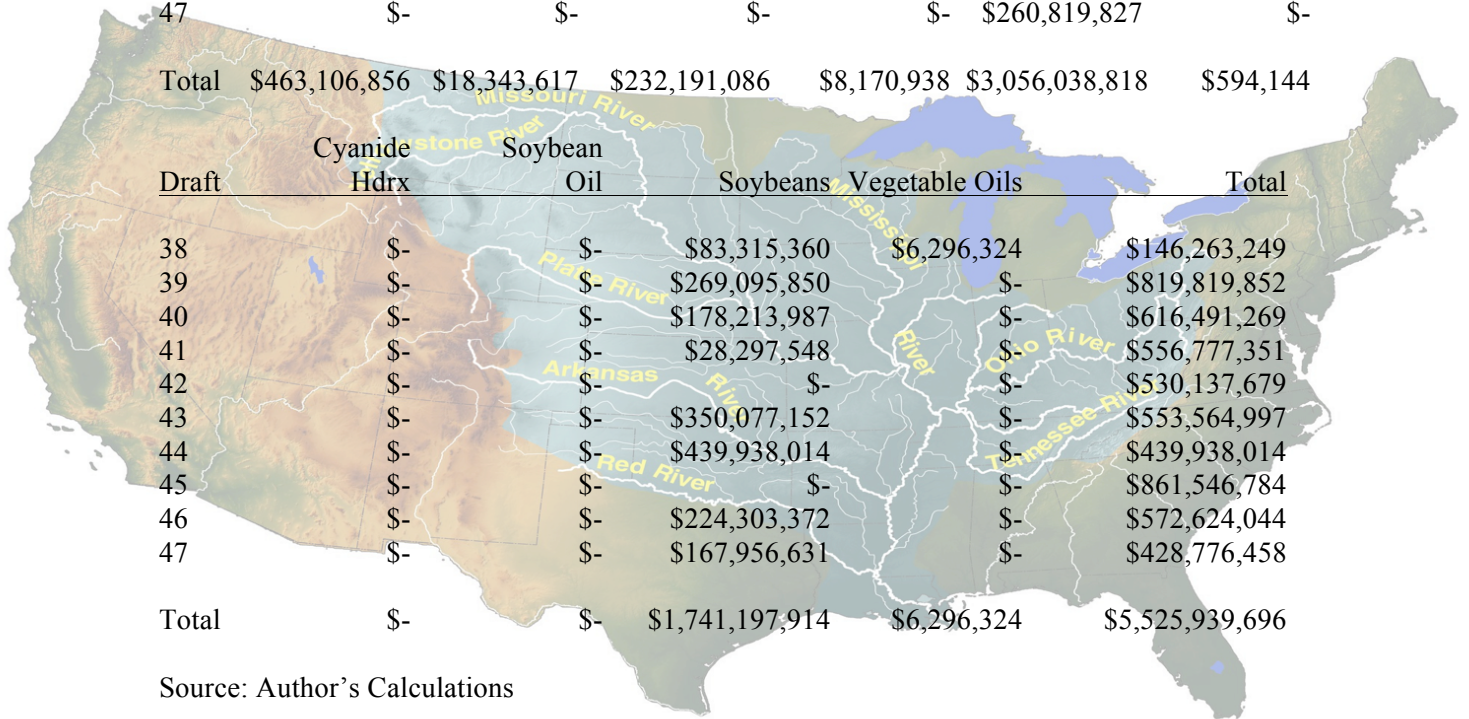 47 $- $- $- $- $260,819,827 $-
Total $463,106,856 $18,343,617 $232,191,086 $8,170,938 $3,056,038,818 $594,144
Missouri River
Cyanide Soybean
Draft Hdrx Oil Soybeans Vegetable Oils Total
38 $- $- $83,315,360 $6,296,324 $146,263,249
39 $- $- $269,095,850 $- $819,819,852
40 $- $- $178,213,987 $- $616,491,269
41 $- $- $28,297,548 $- $556,777,351
42 $- $- $- $- $530,137,679
43 $- $- $350,077,152 $- $553,564,997
44 $- $- $439,938,014 $- $439,938,014
45 $- $- $- $- $861,546,784
46 $- $- $224,303,372 $- $572,624,044
47 $- $- $167,956,631 $- $428,776,458
Total $- $- $1,741,197,914 $6,296,324 $5,525,939,696
Source: Author’s Calculations
River
Mississippi
River
Platte River
Ohio River
Arkansas
River
Tennessee River
Red River